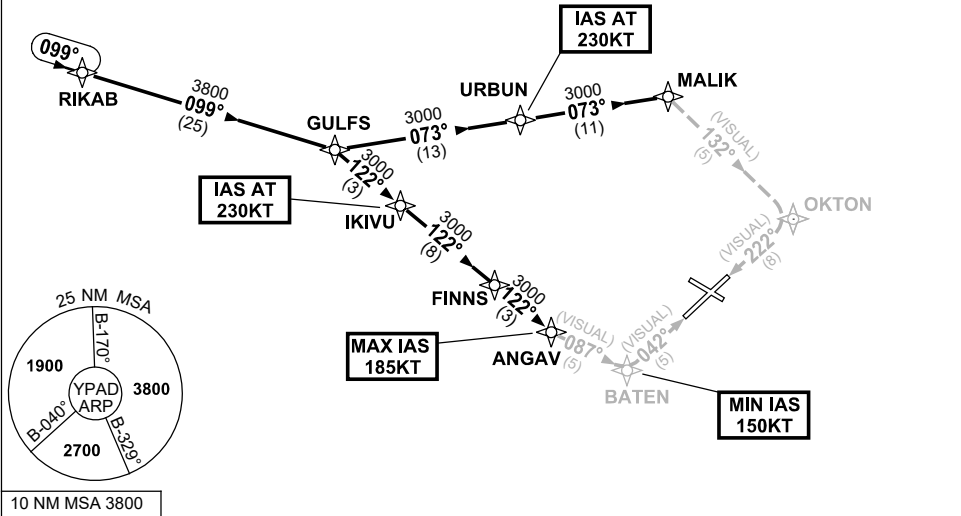 IAS AT
230KT
099°
RIKAB
3800
099°
(25)
GULFS
3000
073°
(13)
URBUN
3000
073°
(11)
MALIK
(VISUAL)
132°
(5)
OKTON
(VISUAL)
222°
(8)
3000
122°
(3)
IAS AT
230KT
IKIVU
3000
122°
(8)
FINNS
3000
122°
(3)
MAX IAS
185KT
ANGAV
(VISUAL)
087°
(5)
BATEN
(VISUAL)
042°
(5)
MIN IAS
150KT
25 NM MSA
B-170°
1900
YPAD
ARP
3800
B-040°
B-329°
2700
10 NM MSA 3800